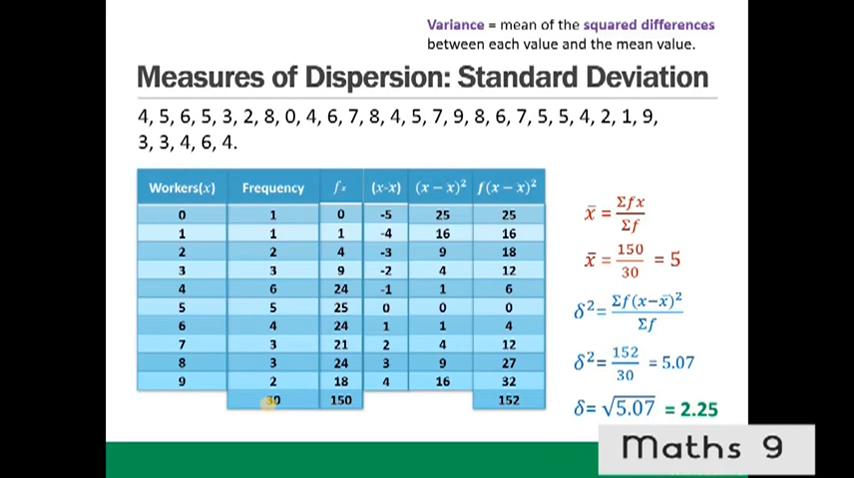 Variance = mean of the squared differences
between each value and the mean value.
Measures of Dispersion: Standard Deviation
4, 5, 6, 5, 3, 2, 8, 0, 4, 6, 7, 8, 4, 5, 7, 9, 8, 6, 7, 5, 5, 4, 2, 1, 9,
3, 3, 4, 6, 4.
Workers(x) Frequency fx (x-x) (x − x)² f(x − x)²
0 1 0 -5 25 25
1 1 1 -4 16 16
2 2 4 -3 9 18
3 3 9 -2 4 12
4 6 24 -1 1 6
5 5 25 0 0 0
6 4 24 1 1 4
7 3 21 2 4 12
8 3 24 3 9 27
9 2 18 4 16 32
30 150 152
x̄ = Σfx / Σf
x̄ = 150 / 30 = 5
δ² = Σf(x−x̄)² / Σf
δ² = 152 / 30 = 5.07
δ = √5.07 = 2.25
Maths 9